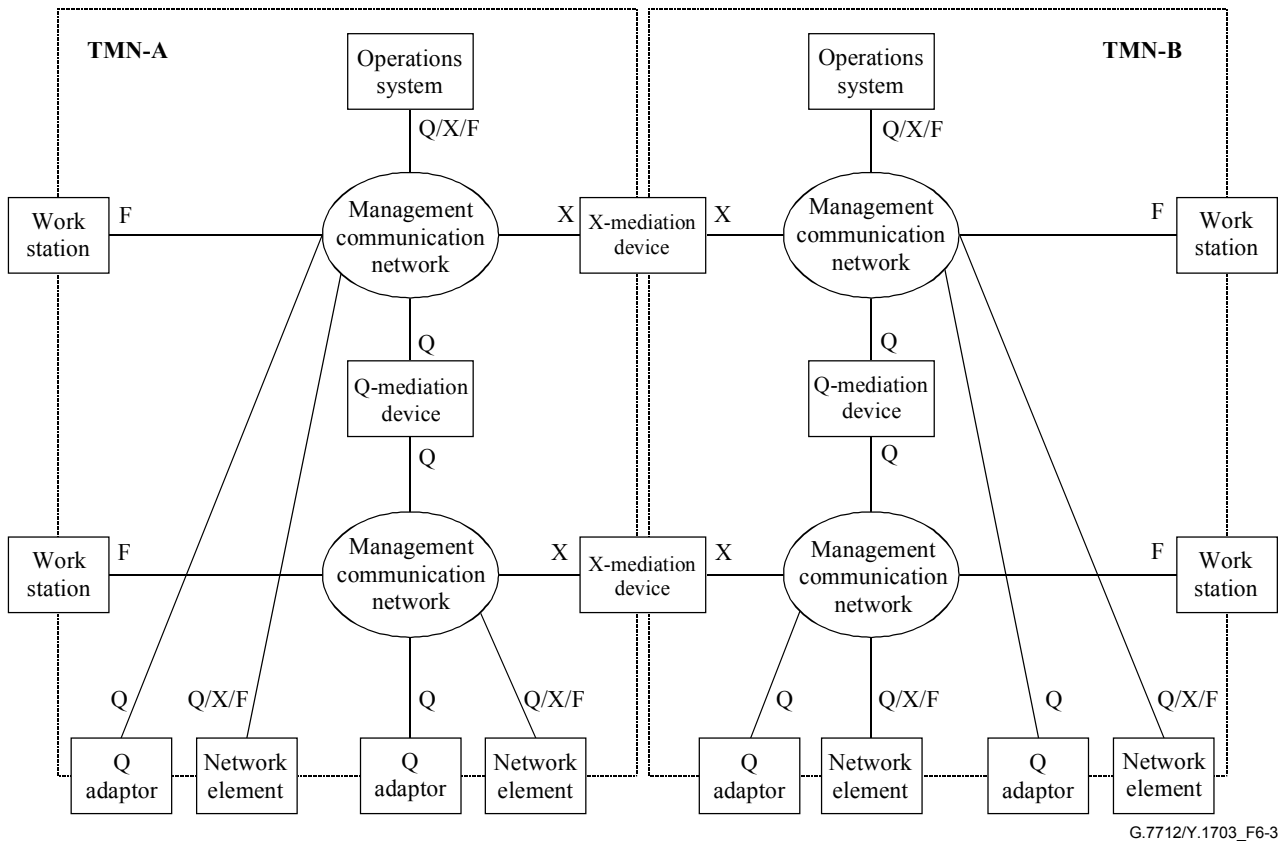 TMN-A
TMN-B
Operations
system
Operations
system
Q/X/F
Q/X/F
Work
station
F
Management
communication
network
X
X-mediation
device
X
Management
communication
network
F
Work
station
Q
Q
Q-mediation
device
Q-mediation
device
Q
Q
Work
station
F
Management
communication
network
X
X-mediation
device
X
Management
communication
network
F
Work
station
Q
Q/X/F
Q
Q/X/F
Q
Q/X/F
Q
Q/X/F
Q
adaptor
Network
element
Q
adaptor
Network
element
Q
adaptor
Network
element
Q
adaptor
Network
element
G.7712/Y.1703_F6-3